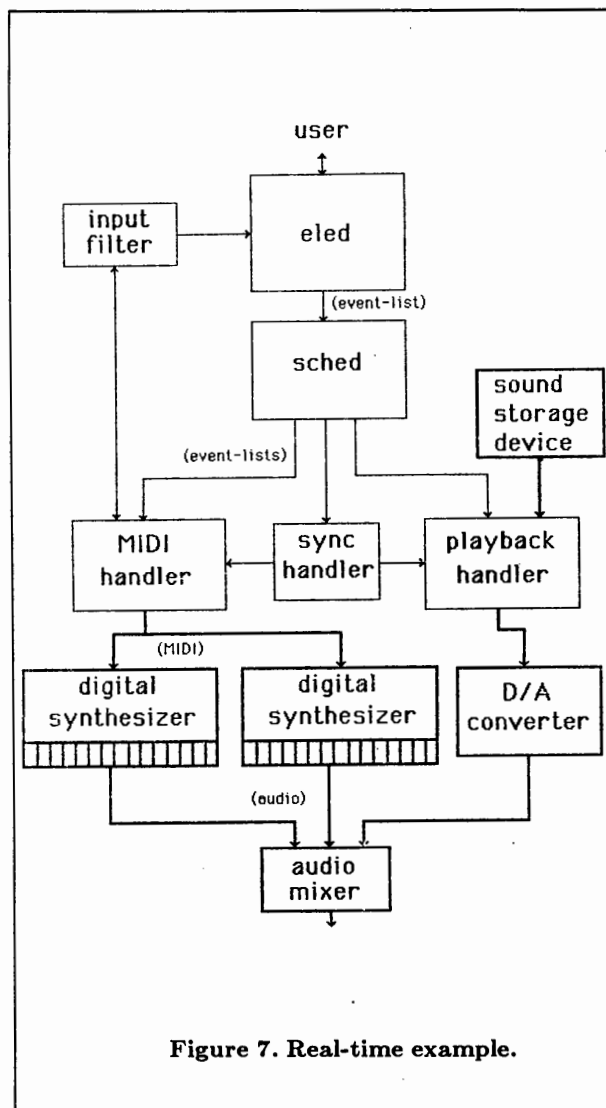 user
input
filter
eled
(event-list)
sched
sound
storage
device
(event-lists)
MIDI
handler
sync
handler
playback
handler
(MIDI)
digital
synthesizer
digital
synthesizer
D/A
converter
(audio)
audio
mixer
Figure 7. Real-time example.